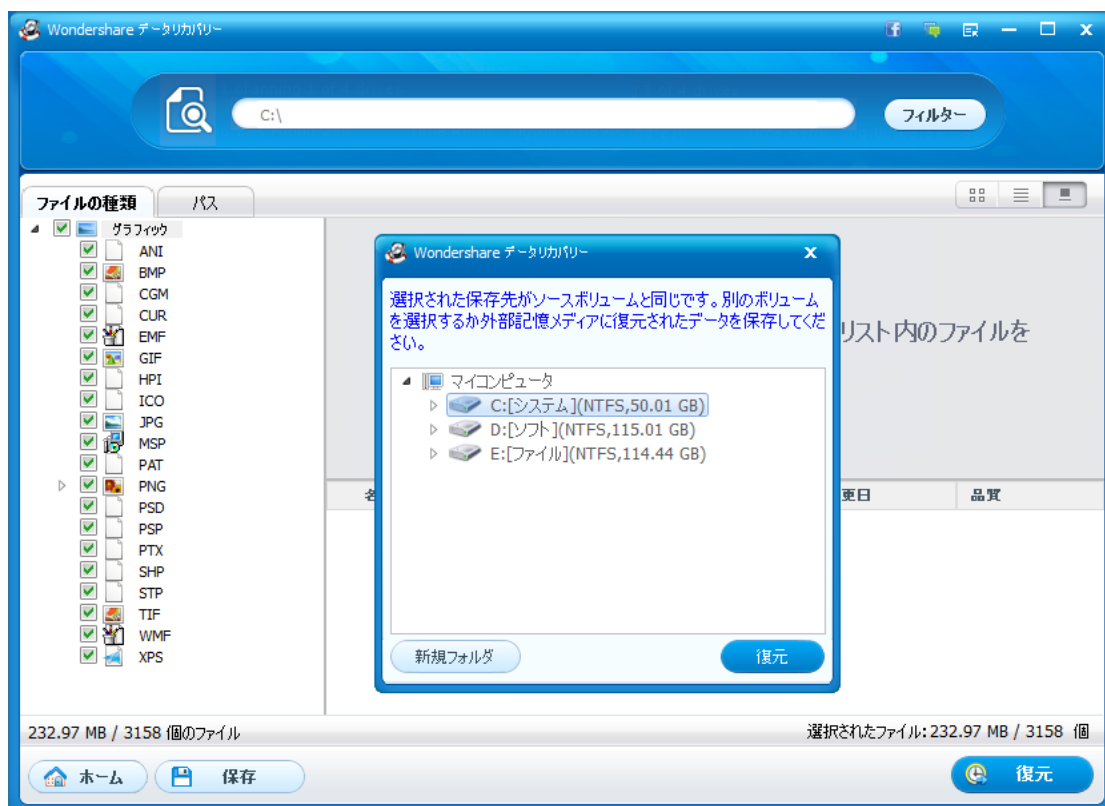 Wondershare データリカバリー
C:\
フィルター
ファイルの種類
パス
グラフィック
ANI
BMP
CGM
CUR
EMF
GIF
HPI
ICO
JPG
MSP
PAT
PNG
PSD
PSP
PTX
SHP
STP
TIF
WMF
XPS
Wondershare データリカバリー
選択された保存先がソースボリュームと同じです。別のボリューム
を選択するか外部記憶メディアに復元されたデータを保存してくだ
さい。
マイコンピュータ
C:[システム](NTFS,50.01 GB)
D:[ソフト](NTFS,115.01 GB)
E:[ファイル](NTFS,114.44 GB)
新規フォルダ
復元
リスト内のファイルを
更日
品質
232.97 MB / 3158 個のファイル
選択されたファイル: 232.97 MB / 3158 個
ホーム
保存
復元